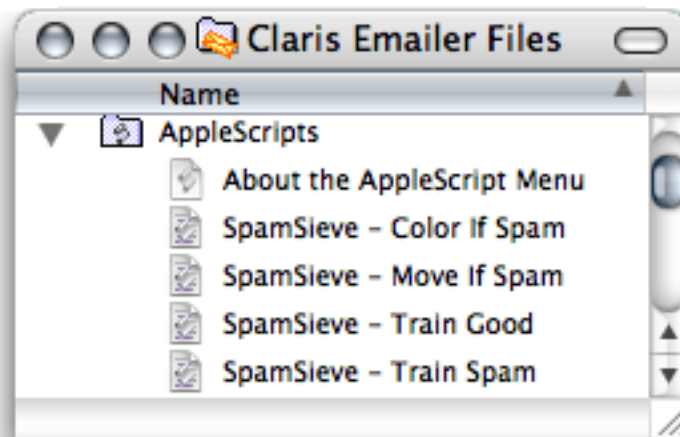 Claris Emailer Files
Name
AppleScripts
About the AppleScript Menu
SpamSieve – Color If Spam
SpamSieve – Move If Spam
SpamSieve – Train Good
SpamSieve – Train Spam